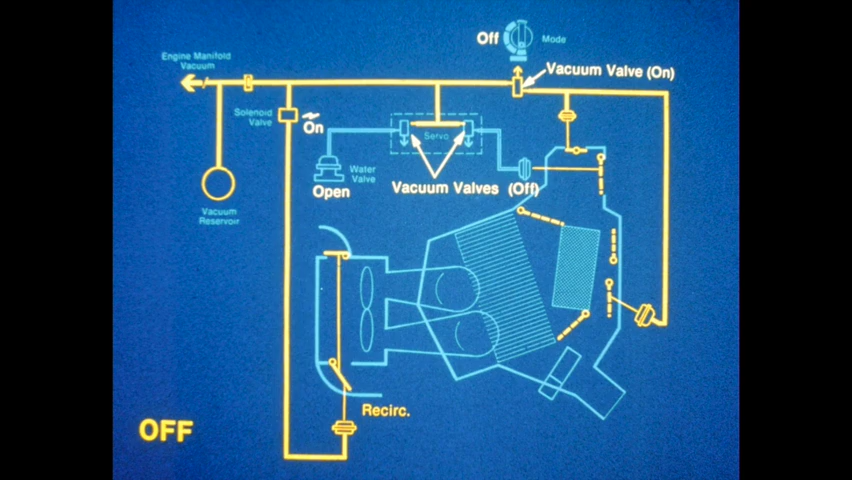 Off
Mode
Engine Manifold
Vacuum
Vacuum Valve (On)
Solenoid
Valve
On
Servo
Water
Valve
Open
Vacuum Valves (Off)
Vacuum
Reservoir
Recirc.
OFF